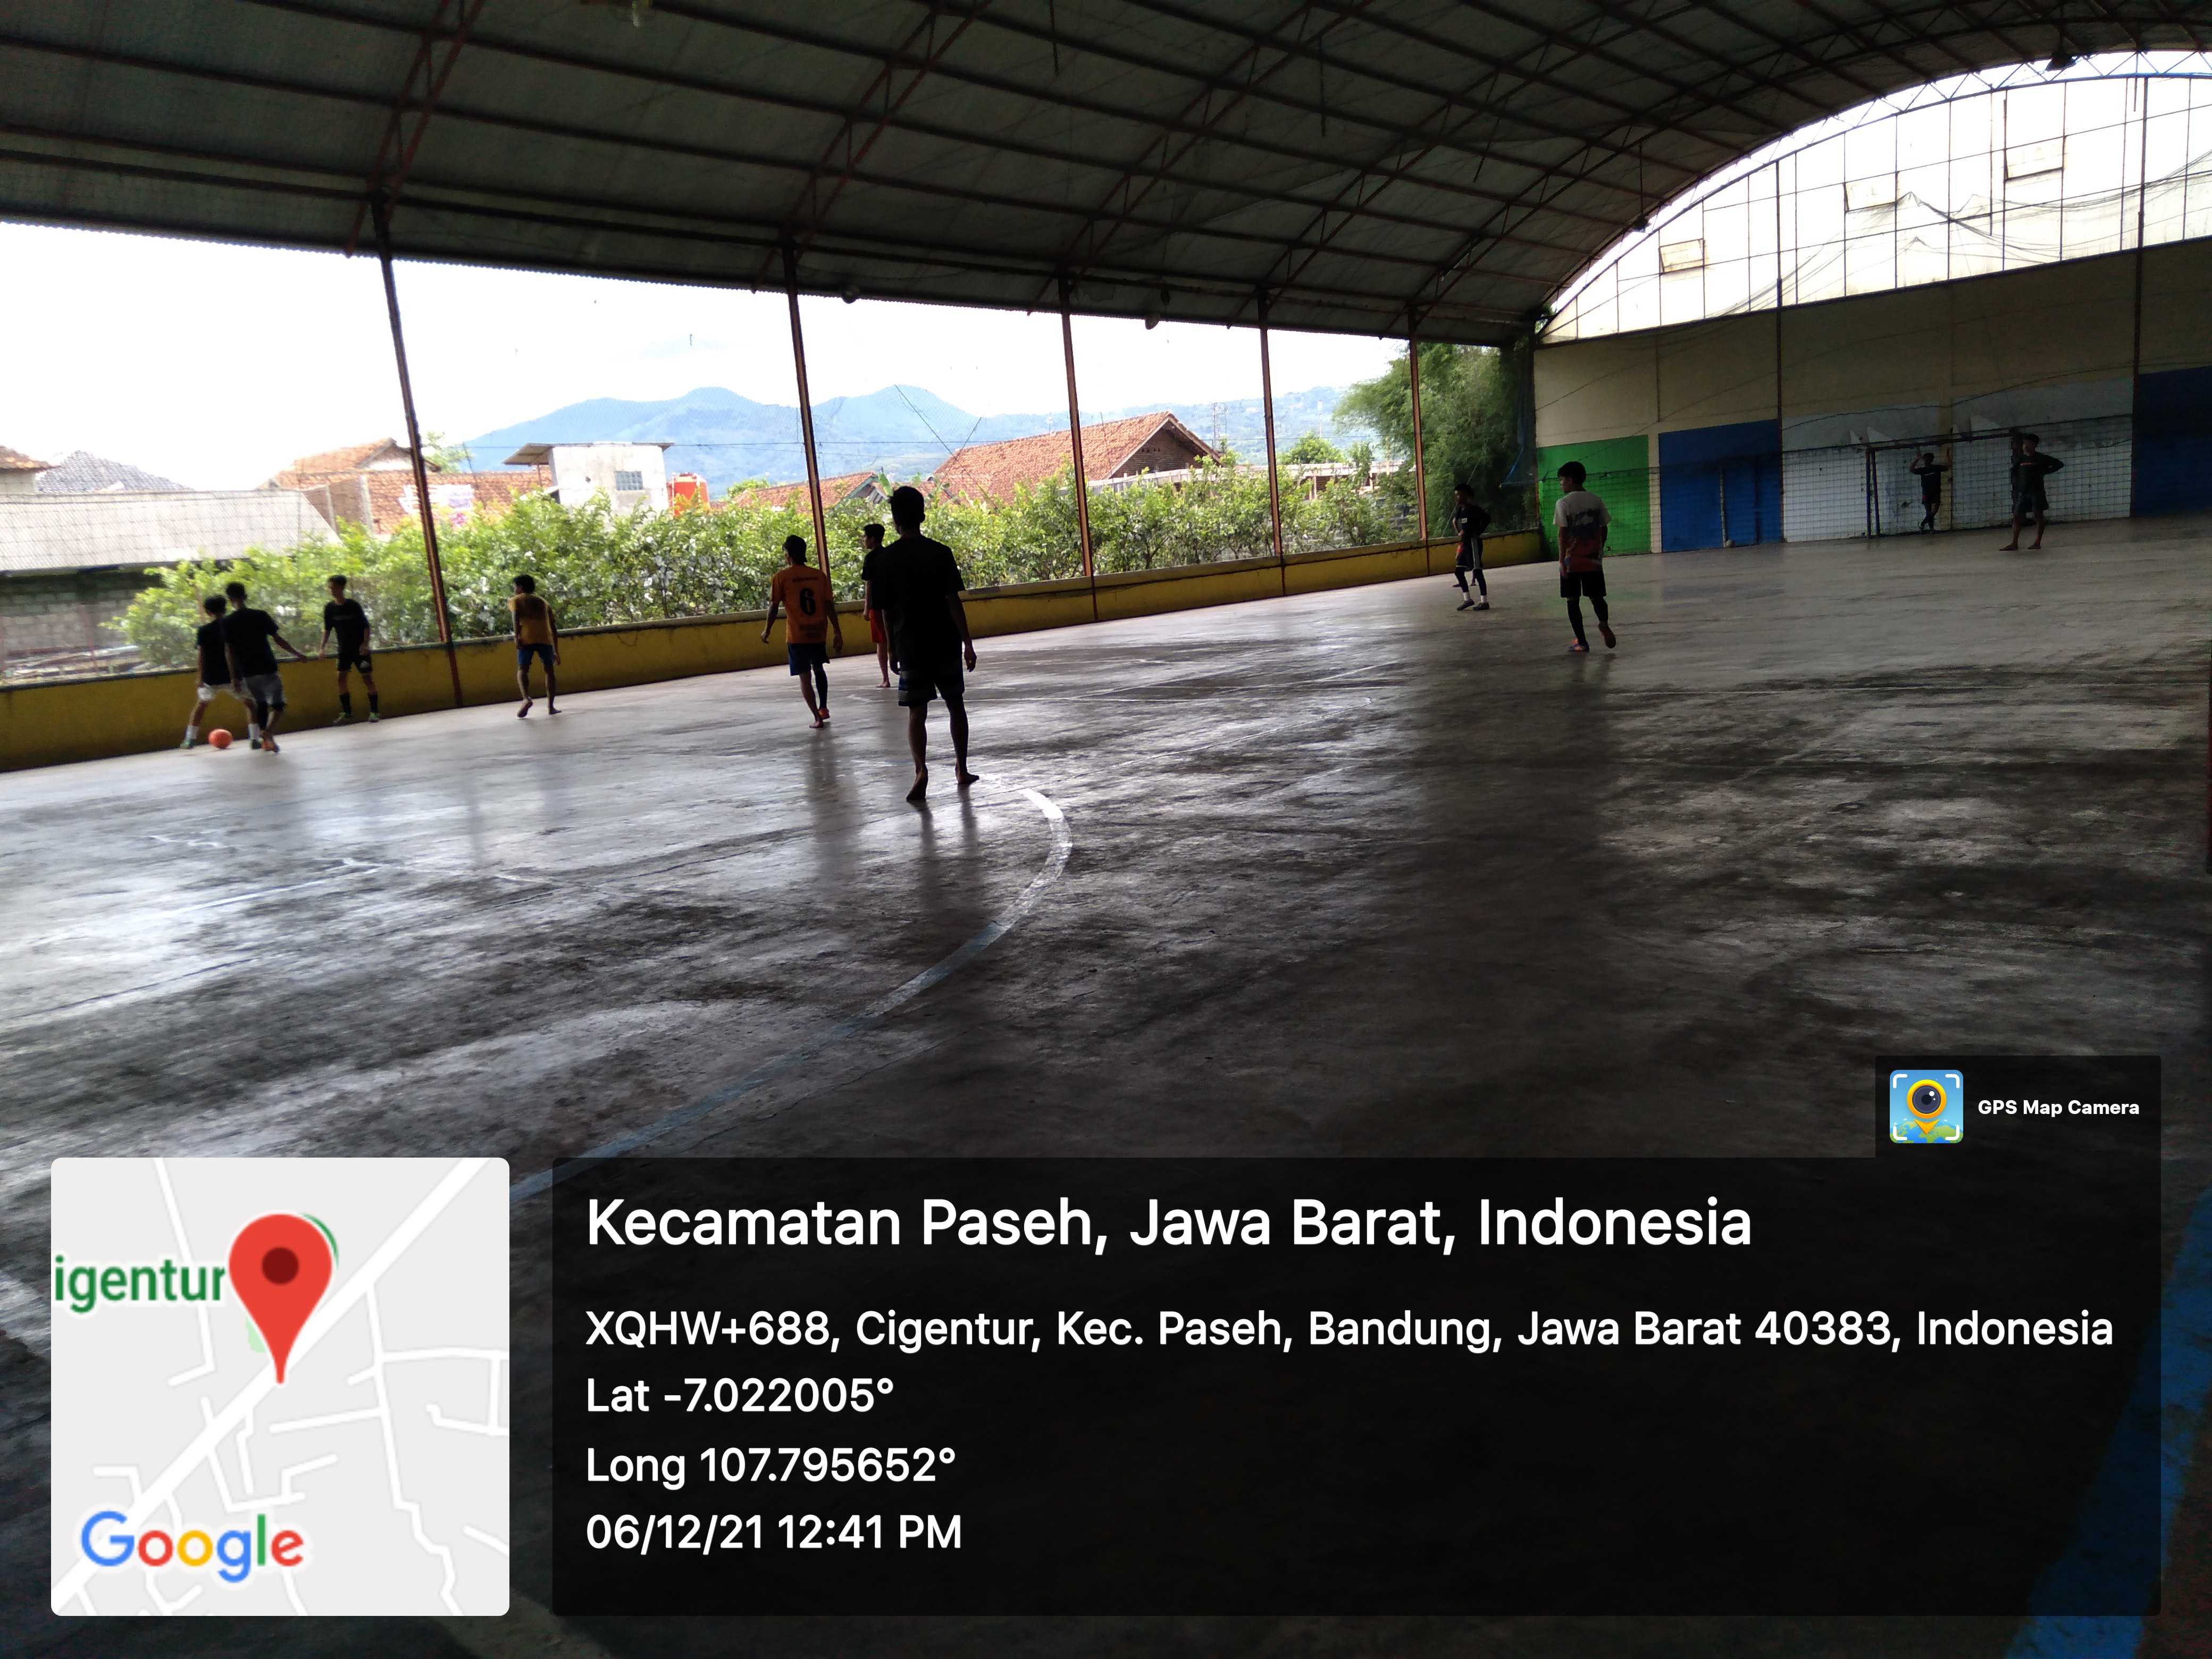 6
GPS Map Camera
igentur
Google
Kecamatan Paseh, Jawa Barat, Indonesia
XQHW+688, Cigentur, Kec. Paseh, Bandung, Jawa Barat 40383, Indonesia
Lat -7.022005°
Long 107.795652°
06/12/21 12:41 PM